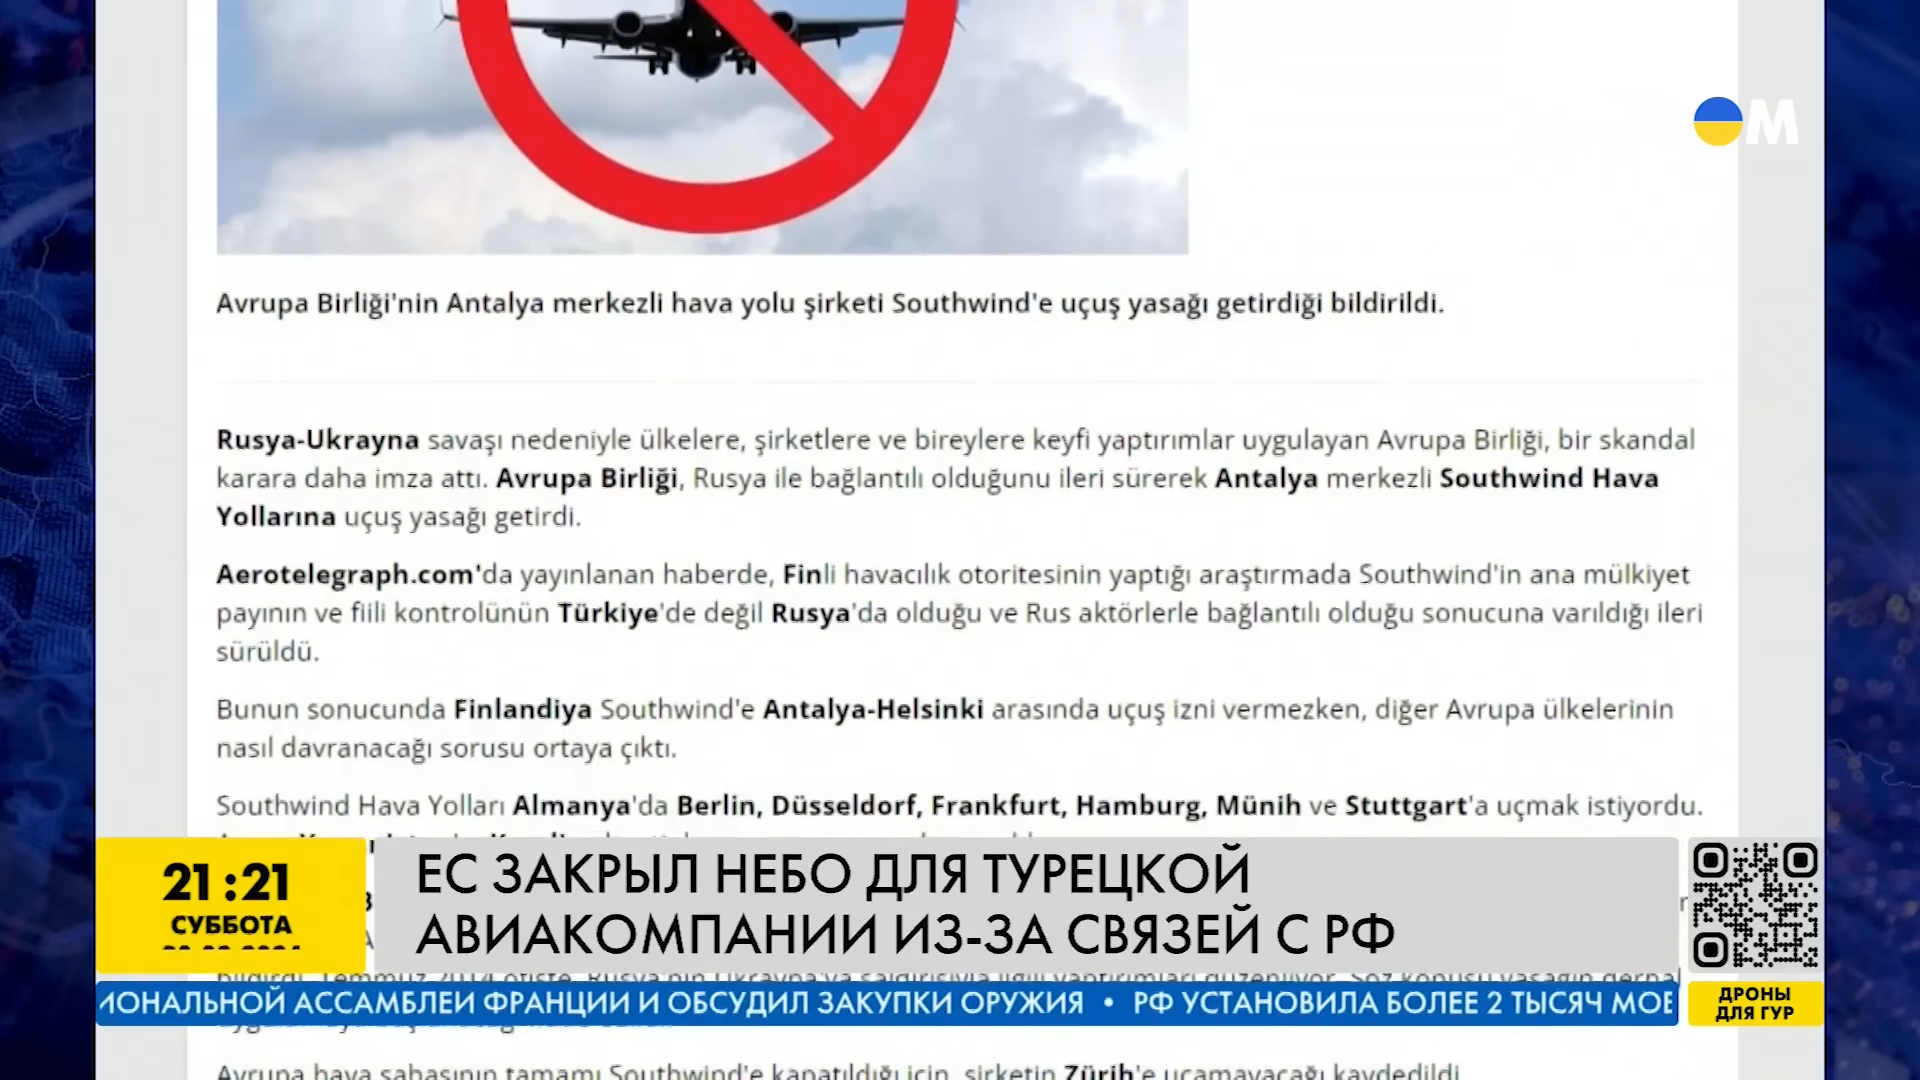 M
Avrupa Birliği'nin Antalya merkezli hava yolu şirketi Southwind'e uçuş yasağı getirdiği bildirildi.
Rusya-Ukrayna savaşı nedeniyle ülkelere, şirketlere ve bireylere keyfi yaptırımlar uygulayan Avrupa Birliği, bir skandal
karara daha imza attı. Avrupa Birliği, Rusya ile bağlantılı olduğunu ileri sürerek Antalya merkezli Southwind Hava
Yollarına uçuş yasağı getirdi.
Aerotelegraph.com'da yayınlanan haberde, Finli havacılık otoritesinin yaptığı araştırmada Southwind'in ana mülkiyet
payının ve fiili kontrolünün Türkiye'de değil Rusya'da olduğu ve Rus aktörlerle bağlantılı olduğu sonucuna varıldığı ileri
sürüldü.
Bunun sonucunda Finlandiya Southwind'e Antalya-Helsinki arasında uçuş izni vermezken, diğer Avrupa ülkelerinin
nasıl davranacağı sorusu ortaya çıktı.
Southwind Hava Yolları Almanya'da Berlin, Düsseldorf, Frankfurt, Hamburg, Münih ve Stuttgart'a uçmak istiyordu.
21:21
СУББОТА
ЕС ЗАКРЫЛ НЕБО ДЛЯ ТУРЕЦКОЙ
АВИАКОМПАНИИ ИЗ-ЗА СВЯЗЕЙ С РФ
ИОНАЛЬНОЙ АССАМБЛЕИ ФРАНЦИИ И ОБСУДИЛ ЗАКУПКИ ОРУЖИЯ • РФ УСТАНОВИЛА БОЛЕЕ 2 ТЫСЯЧ МОБ
ДРОНЫ
ДЛЯ ГУР
Avrupa hava sahasının tamamı Southwind'e kapatıldığı için, şirketin Zürih'e uçamayacağı kaydedildi.